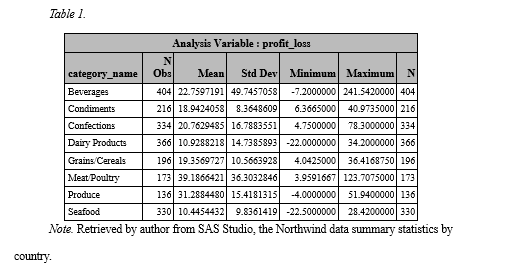 Table 1.
Analysis Variable : profit_loss
category_name N Obs Mean Std Dev Minimum Maximum N
Beverages 404 22.7597191 49.7457058 -7.2000000 241.5420000 404
Condiments 216 18.9424058 8.3648609 6.3665000 40.9735000 216
Confections 334 20.7629485 16.7883551 4.7500000 78.3000000 334
Dairy Products 366 10.9288218 14.7385893 -22.0000000 34.2000000 366
Grains/Cereals 196 19.3569727 10.5663928 4.0425000 36.4168750 196
Meat/Poultry 173 39.1866421 36.3032846 3.9591667 123.7075000 173
Produce 136 31.2884480 15.4181315 -4.0000000 51.9400000 136
Seafood 330 10.4454432 9.8361419 -22.5000000 28.4200000 330
Note. Retrieved by author from SAS Studio, the Northwind data summary statistics by
country.